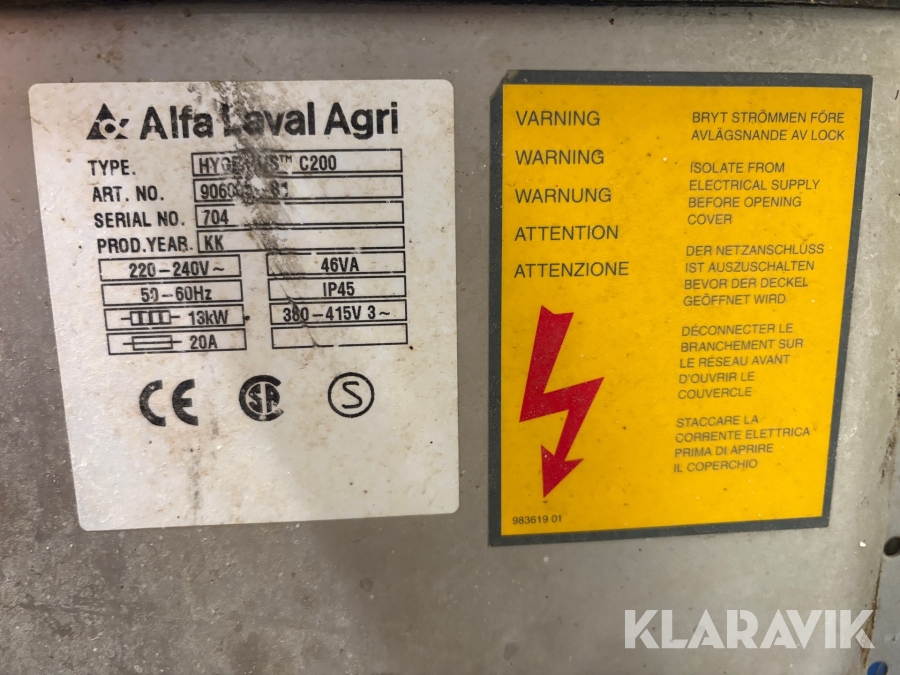 Alfa Laval Agri
TYPE. C200
ART. NO.
SERIAL NO. 704
PROD.YEAR. KK
220-240V~ 46VA
50-60Hz IP45
13kW 380-415V 3~
20A
CE SA S
VARNING
WARNING
WARNUNG
ATTENTION
ATTENZIONE
983619 01
BRYT STRÖMMEN FÖRE
AVLÄGSNANDE AV LOCK
ISOLATE FROM
ELECTRICAL SUPPLY
BEFORE OPENING
COVER
DER NETZANSCHLÜSS
IST AUSZUSCHALTEN
BEVOR DER DECKEL
GEÖFFNET WIRD
DÉCONNECTER LE
BRANCHEMENT SUR
LE RÉSEAU AVANT
D'OUVRIR LE
COUVERCLE
STACCARE LA
CORRENTE ELETTRICA
PRIMA DI APRIRE
IL COPERCHIO
KLARAVIK